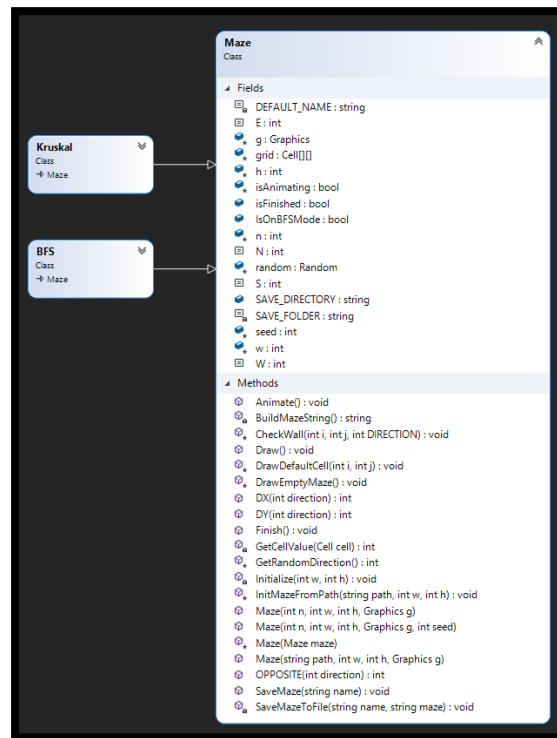 Maze
Class
Fields
DEFAULT_NAME : string
E : int
g : Graphics
grid : Cell[][]
h : int
isAnimating : bool
isFinished : bool
IsOnBFSMode : bool
n : int
N : int
random : Random
S : int
SAVE_DIRECTORY : string
SAVE_FOLDER : string
seed : int
w : int
W : int
Methods
Animate() : void
BuildMazeString() : string
CheckWall(int i, int j, int DIRECTION) : void
Draw() : void
DrawDefaultCell(int i, int j) : void
DrawEmptyMaze() : void
DX(int direction) : int
DY(int direction) : int
Finish() : void
GetCellValue(Cell cell) : int
GetRandomDirection() : int
Initialize(int w, int h) : void
InitMazeFromPath(string path, int w, int h) : void
Maze(int n, int w, int h, Graphics g)
Maze(int n, int w, int h, Graphics g, int seed)
Maze(Maze maze)
Maze(string path, int w, int h, Graphics g)
OPPOSITE(int direction) : int
SaveMaze(string name) : void
SaveMazeToFile(string name, string maze) : void
Kruskal
Class
Maze
BFS
Class
Maze